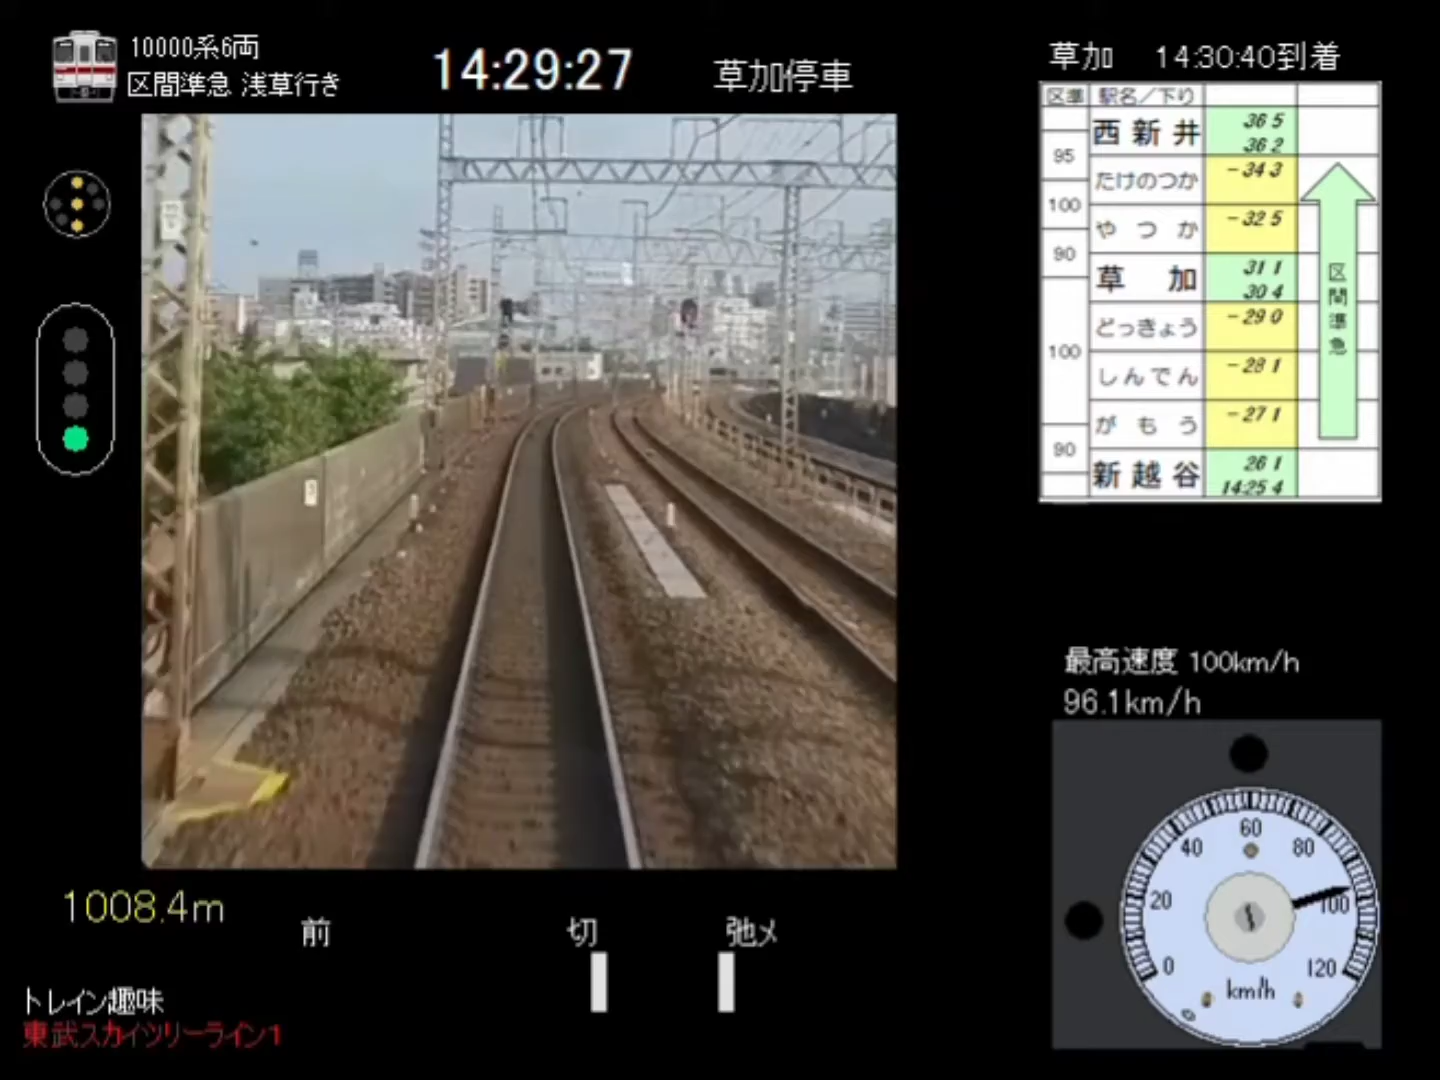 10000系6両
区間準急 浅草行き
14:29:27
草加停車
草加 14:30:40到着
区準 駅名／下り
西新井 36 5
36 2
95
たけのつか -34 3
100
やつか -32 5
90
草加 31 1
30 4
どっきょう -29 0
100
しんでん -28 1
がもう -27 1
90
新越谷 26 1
14:25 4
区間準急
最高速度 100km/h
96.1km/h
0 20 40 60 80 100 120
km/h
1008.4m
前 切 弛メ
トレイン趣味
東武スカイツリーライン1